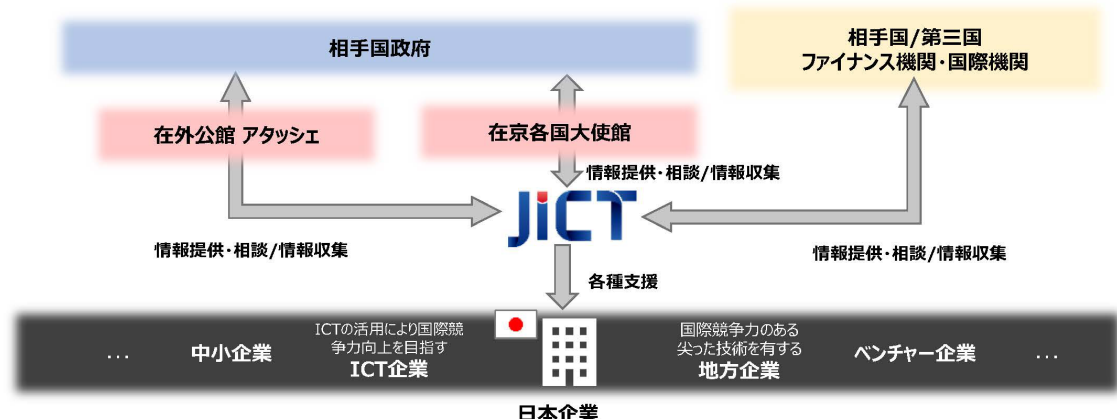 相手国政府
相手国/第三国
ファイナンス機関・国際機関
在外公館 アタッシェ
在京各国大使館
情報提供・相談/情報収集
JiCT
情報提供・相談/情報収集
情報提供・相談/情報収集
各種支援
...
中小企業
ICTの活用により国際競
争力向上を目指す
ICT企業
国際競争力のある
尖った技術を有する
地方企業
ベンチャー企業
...
日本企業